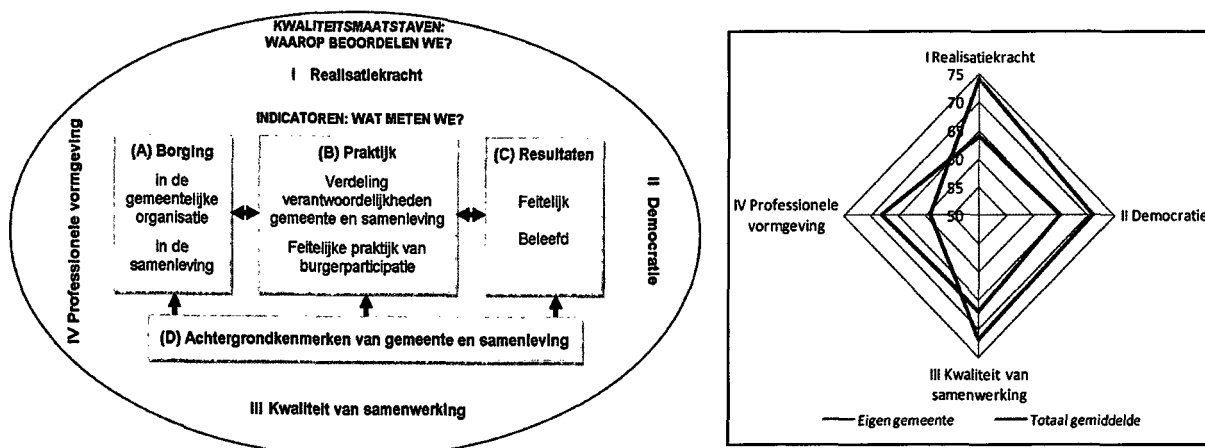 KWALITEITSMAATSTAVEN:
WAAROP BEOORDELEN WE?
I Realisatiekracht
INDICATOREN: WAT METEN WE?
(A) Borging
In de
gemeentelijke
organisatie
In de
samenleving
(B) Praktijk
Verdeling
verantwoordelijkheden
gemeente en samenleving
Feitelijke praktijk van
burgerparticipatie
(C) Resultaten
Feitelijk
Beleefd
IV Professionele vormgeving
II Democratie
(D) Achtergrondkenmerken van gemeente en samenleving
III Kwaliteit van samenwerking
I Realisatiekracht
75
70
65
60
55
50
IV Professionele
vormgeving
II Democratie
III Kwaliteit van
samenwerking
Eigen gemeente
Totaal gemiddelde